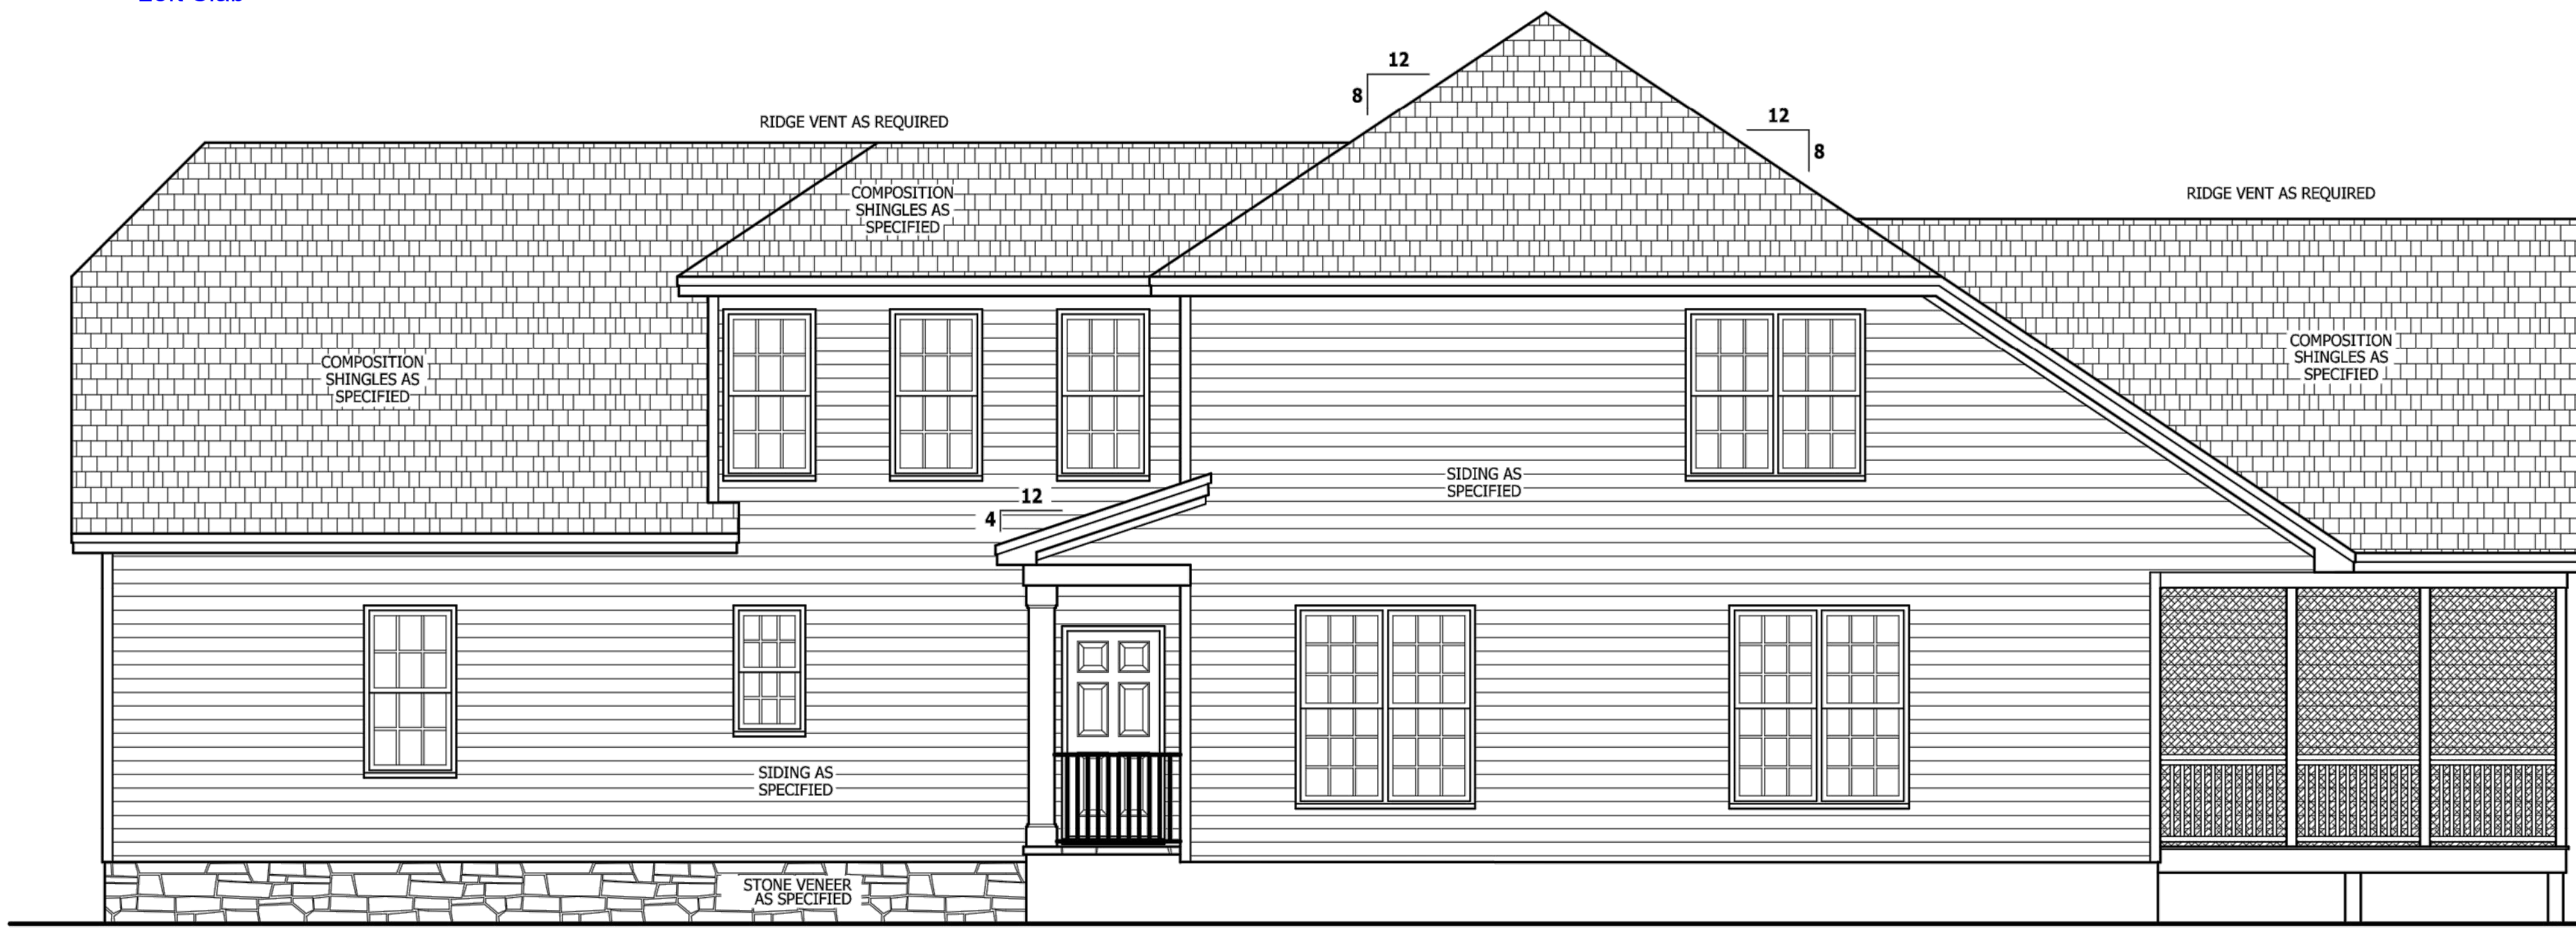 12
8
12
8
RIDGE VENT AS REQUIRED
RIDGE VENT AS REQUIRED
COMPOSITION
SHINGLES AS
SPECIFIED
COMPOSITION
SHINGLES AS
SPECIFIED
COMPOSITION
SHINGLES AS
SPECIFIED
SIDING AS
SPECIFIED
12
4
SIDING AS
SPECIFIED
STONE VENEER
AS SPECIFIED